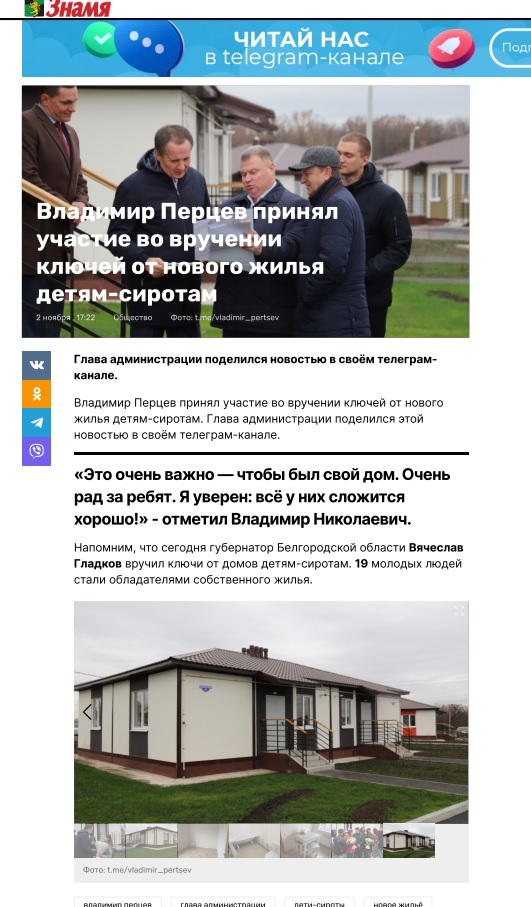 Знамя
ЧИТАЙ НАС
в telegram-канале
Владимир Перцев принял
участие во вручении
ключей от нового жилья
детям-сиротам
2 ноября , 17:22 Общество Фото: t.me/vladimir_pertsev
Глава администрации поделился новостью в своём телеграм-
канале.
Владимир Перцев принял участие во вручении ключей от нового
жилья детям-сиротам. Глава администрации поделился этой
новостью в своём телеграм-канале.
«Это очень важно — чтобы был свой дом. Очень
рад за ребят. Я уверен: всё у них сложится
хорошо!» - отметил Владимир Николаевич.
Напомним, что сегодня губернатор Белгородской области Вячеслав
Гладков вручил ключи от домов детям-сиротам. 19 молодых людей
стали обладателями собственного жилья.
Фото: t.me/vladimir_pertsev
владимир перцев глава администрации дети-сироты новое жильё